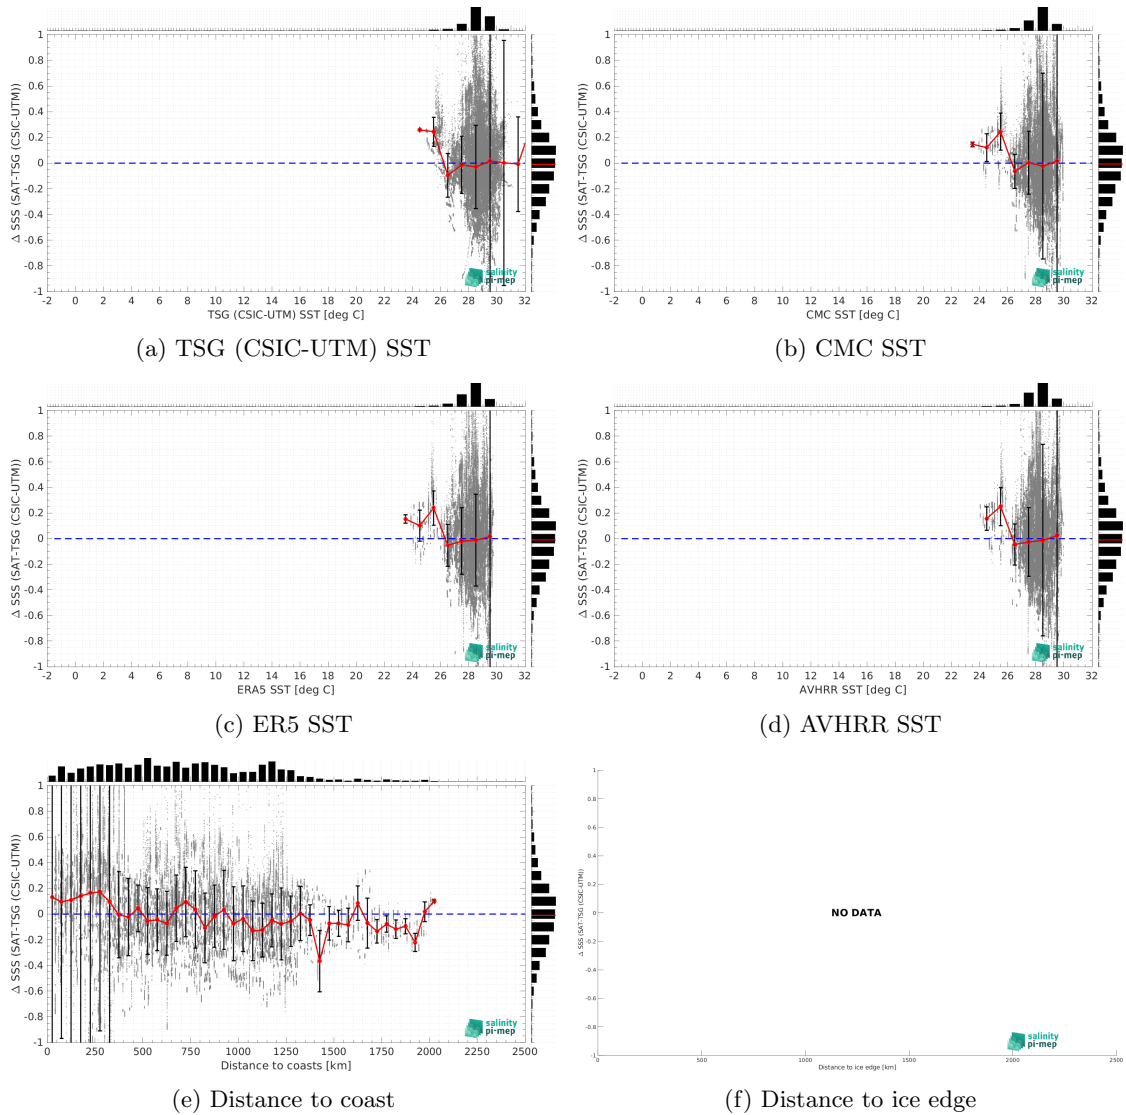 1
0.8
0.6
0.4
0.2
0
-0.2
-0.4
-0.6
-0.8
-1
Δ SSS (SAT-TSG (CSIC-UTM))
-2 0 2 4 6 8 10 12 14 16 18 20 22 24 26 28 30 32
TSG (CSIC-UTM) SST [deg C]
salinity
pi-mep
(a) TSG (CSIC-UTM) SST
1
0.8
0.6
0.4
0.2
0
-0.2
-0.4
-0.6
-0.8
-1
Δ SSS (SAT-TSG (CSIC-UTM))
-2 0 2 4 6 8 10 12 14 16 18 20 22 24 26 28 30 32
CMC SST [deg C]
salinity
pi-mep
(b) CMC SST
1
0.8
0.6
0.4
0.2
0
-0.2
-0.4
-0.6
-0.8
-1
Δ SSS (SAT-TSG (CSIC-UTM))
-2 0 2 4 6 8 10 12 14 16 18 20 22 24 26 28 30 32
ERA5 SST [deg C]
salinity
pi-mep
(c) ER5 SST
1
0.8
0.6
0.4
0.2
0
-0.2
-0.4
-0.6
-0.8
-1
Δ SSS (SAT-TSG (CSIC-UTM))
-2 0 2 4 6 8 10 12 14 16 18 20 22 24 26 28 30 32
AVHRR SST [deg C]
salinity
pi-mep
(d) AVHRR SST
1
0.8
0.6
0.4
0.2
0
-0.2
-0.4
-0.6
-0.8
-1
Δ SSS (SAT-TSG (CSIC-UTM))
0 250 500 750 1000 1250 1500 1750 2000 2250 2500
Distance to coasts [km]
salinity
pi-mep
(e) Distance to coast
1
0.8
0.6
0.4
0.2
0
-0.2
-0.4
-0.6
-0.8
-1
Δ SSS (SAT-TSG (CSIC-UTM))
NO DATA
0 500 1000 1500 2000 2500
Distance to ice edge [km]
salinity
pi-mep
(f) Distance to ice edge